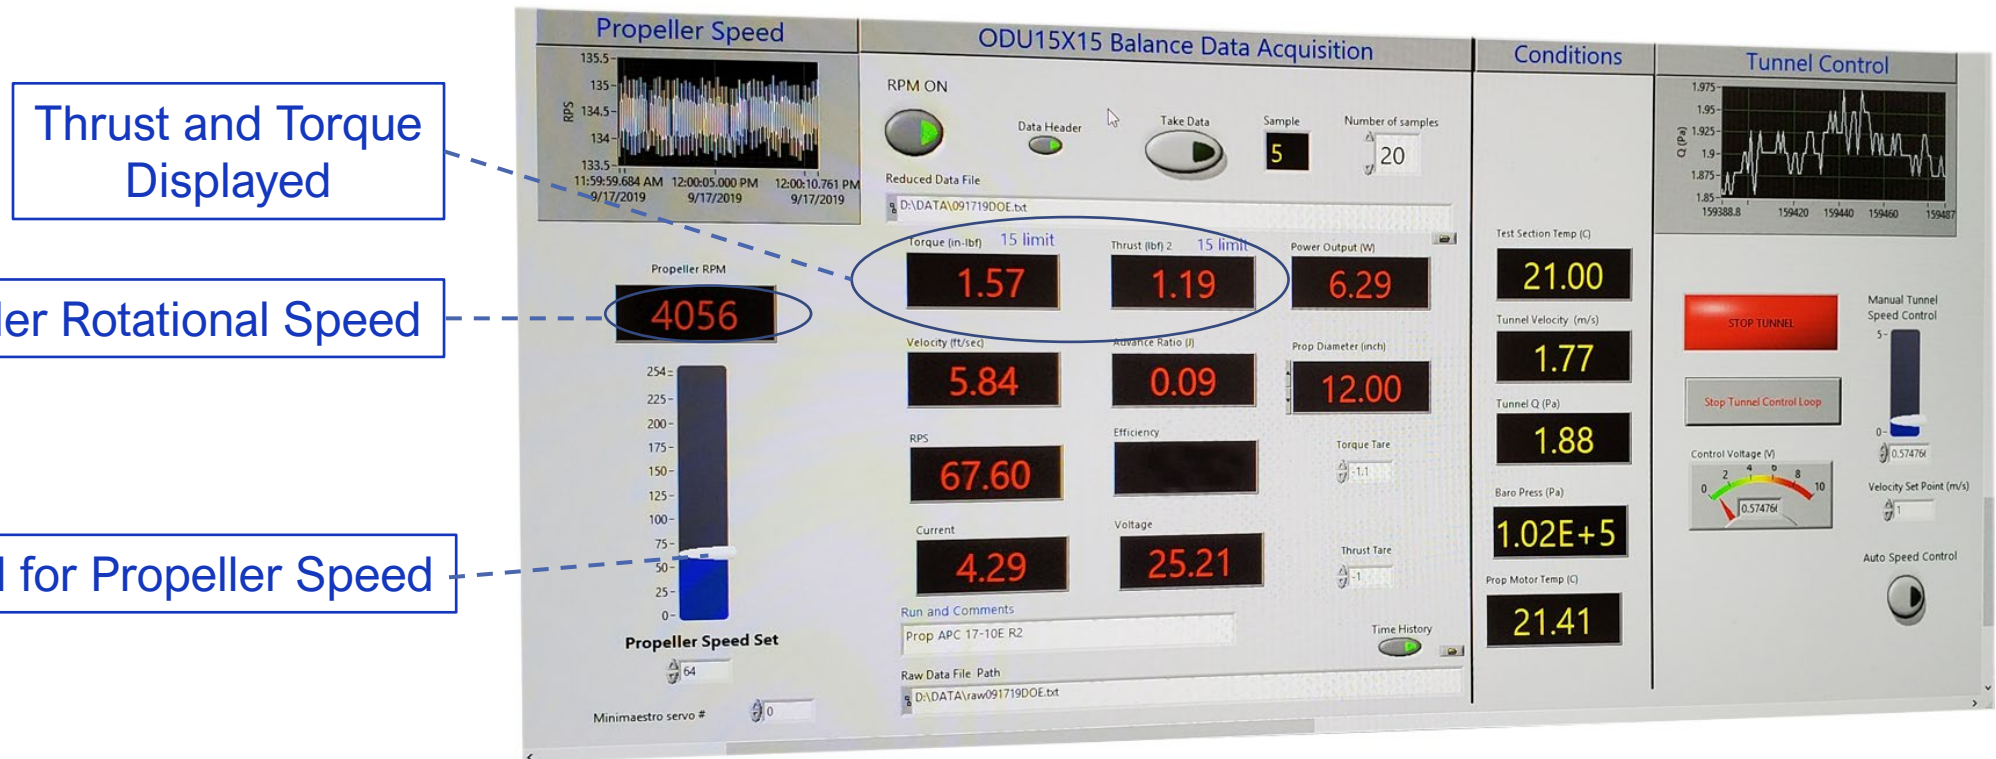 Thrust and Torque
Displayed
ler Rotational Speed
l for Propeller Speed
Propeller Speed
135.5
135
134.5
134
133.5
RPS
11:59:59.684 AM 12:00:05.000 PM 12:00:10.761 PM
9/17/2019 9/17/2019 9/17/2019
Propeller RPM
4056
254
225
200
175
150
125
100
75
50
25
0
Propeller Speed Set
64
Minimaestro servo # 0
ODU15X15 Balance Data Acquisition
RPM ON
Data Header
Take Data
Sample
5
Number of samples
20
Reduced Data File
D:\DATA\091719DOE.txt
Torque (in-lbf) 15 limit
1.57
Thrust (lbf) 2 15 limit
1.19
Power Output (W)
6.29
Velocity (ft/sec)
5.84
Advance Ratio (J)
0.09
Prop Diameter (inch)
12.00
RPS
67.60
Efficiency
Torque Tare
-1.1
Current
4.29
Voltage
25.21
Thrust Tare
-1
Run and Comments
Prop APC 17-10E R2
Time History
Raw Data File Path
D:\DATA\raw091719DOE.txt
Conditions
Test Section Temp (C)
21.00
Tunnel Velocity (m/s)
1.77
Tunnel Q (Pa)
1.88
Baro Press (Pa)
1.02E+5
Prop Motor Temp (C)
21.41
Tunnel Control
1.975
1.95
1.925
1.9
1.875
1.85
Q (Pa)
159388.8 159420 159440 159460 159487
STOP TUNNEL
Stop Tunnel Control Loop
Manual Tunnel
Speed Control
5
0
0.57476
Control Voltage (V)
0 2 4 6 8 10
0.57476
Velocity Set Point (m/s)
1
Auto Speed Control